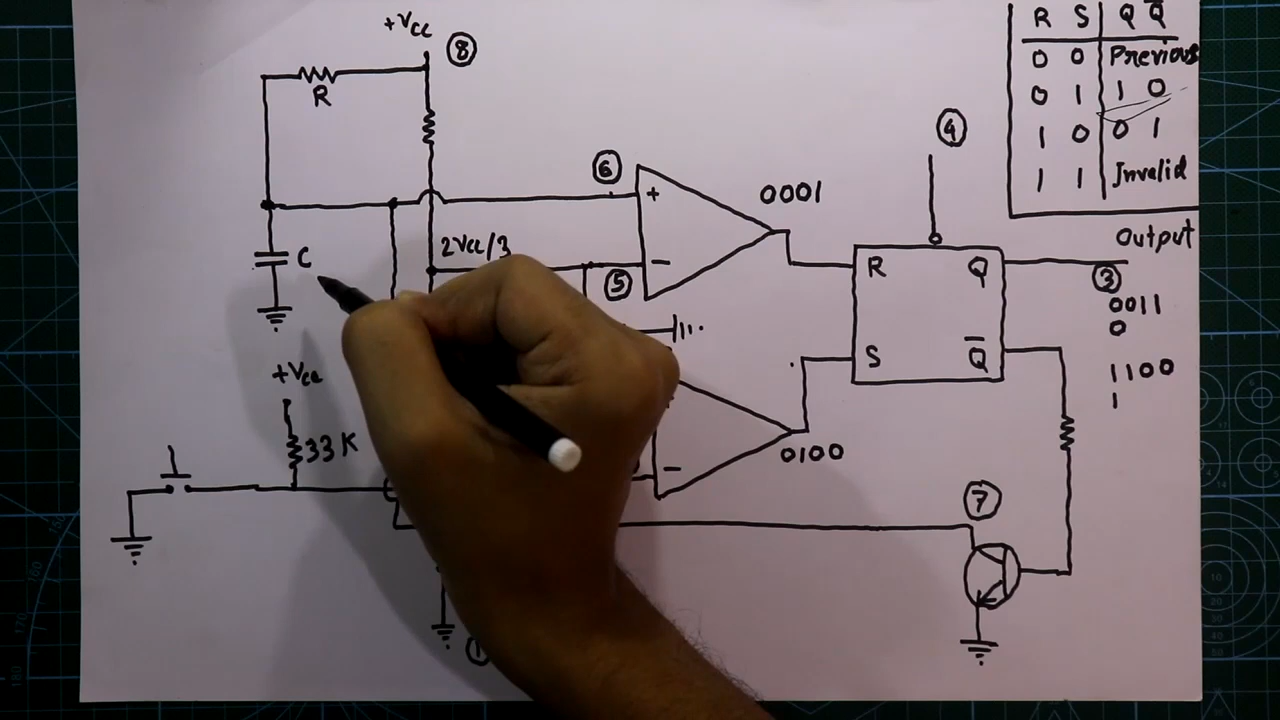 +Vcc
8
R
6
+
0001
2Vcc/3
-
5
C
+Vcc
33K
-
0100
1
4
R
Q
S
Q̅
7
R S Q Q̅
0 0 Previous
0 1 1 0
1 0 0 1
1 1 Invalid
Output
3
0011
0
1100
1